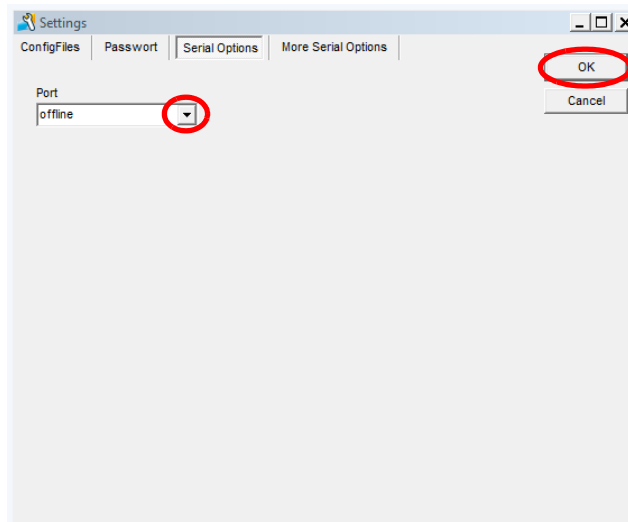 Settings
ConfigFiles Passwort Serial Options More Serial Options
OK
Port
Cancel
offline